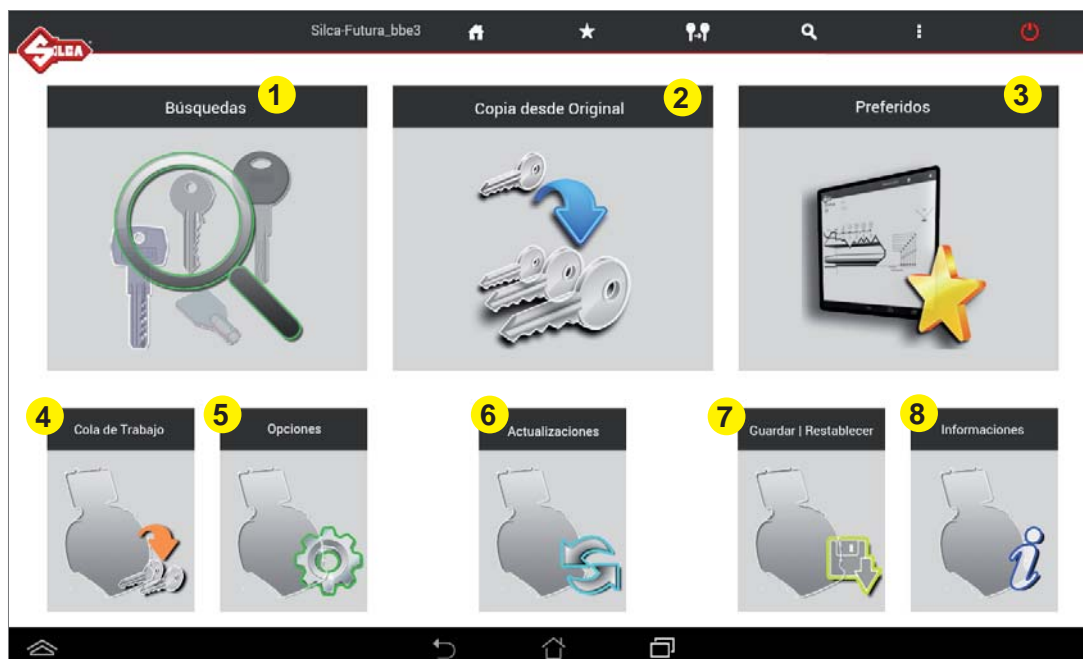 SILCA
Silca-Futura_bbe3
Búsquedas 1
Copia desde Original 2
Preferidos 3
4 Cola de Trabajo
5 Opciones
6 Actualizaciones
7 Guardar | Restablecer
8 Informaciones